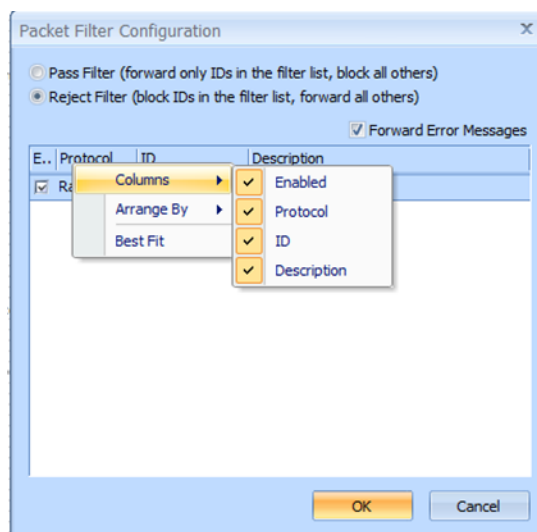 Packet Filter Configuration x
Pass Filter (forward only IDs in the filter list, block all others)
Reject Filter (block IDs in the filter list, forward all others)
Forward Error Messages
E.. Protocol ID Description
Columns Enabled
Arrange By Protocol
Best Fit ID
Description
OK Cancel